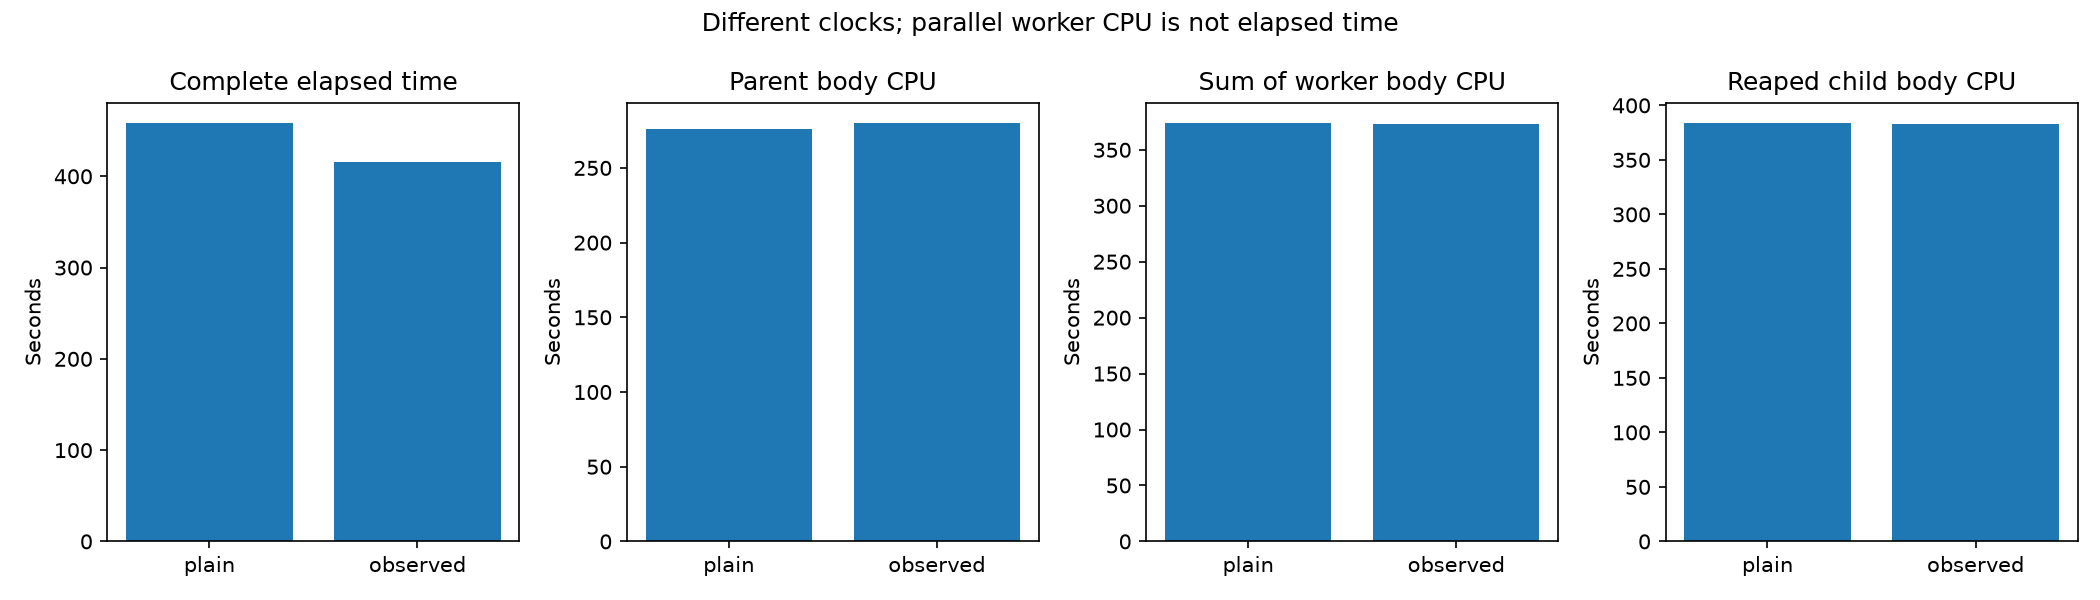 Different clocks; parallel worker CPU is not elapsed time
Complete elapsed time
Seconds
400
300
200
100
0
plain
observed
Parent body CPU
Seconds
250
200
150
100
50
0
plain
observed
Sum of worker body CPU
Seconds
350
300
250
200
150
100
50
0
plain
observed
Reaped child body CPU
Seconds
400
350
300
250
200
150
100
50
0
plain
observed